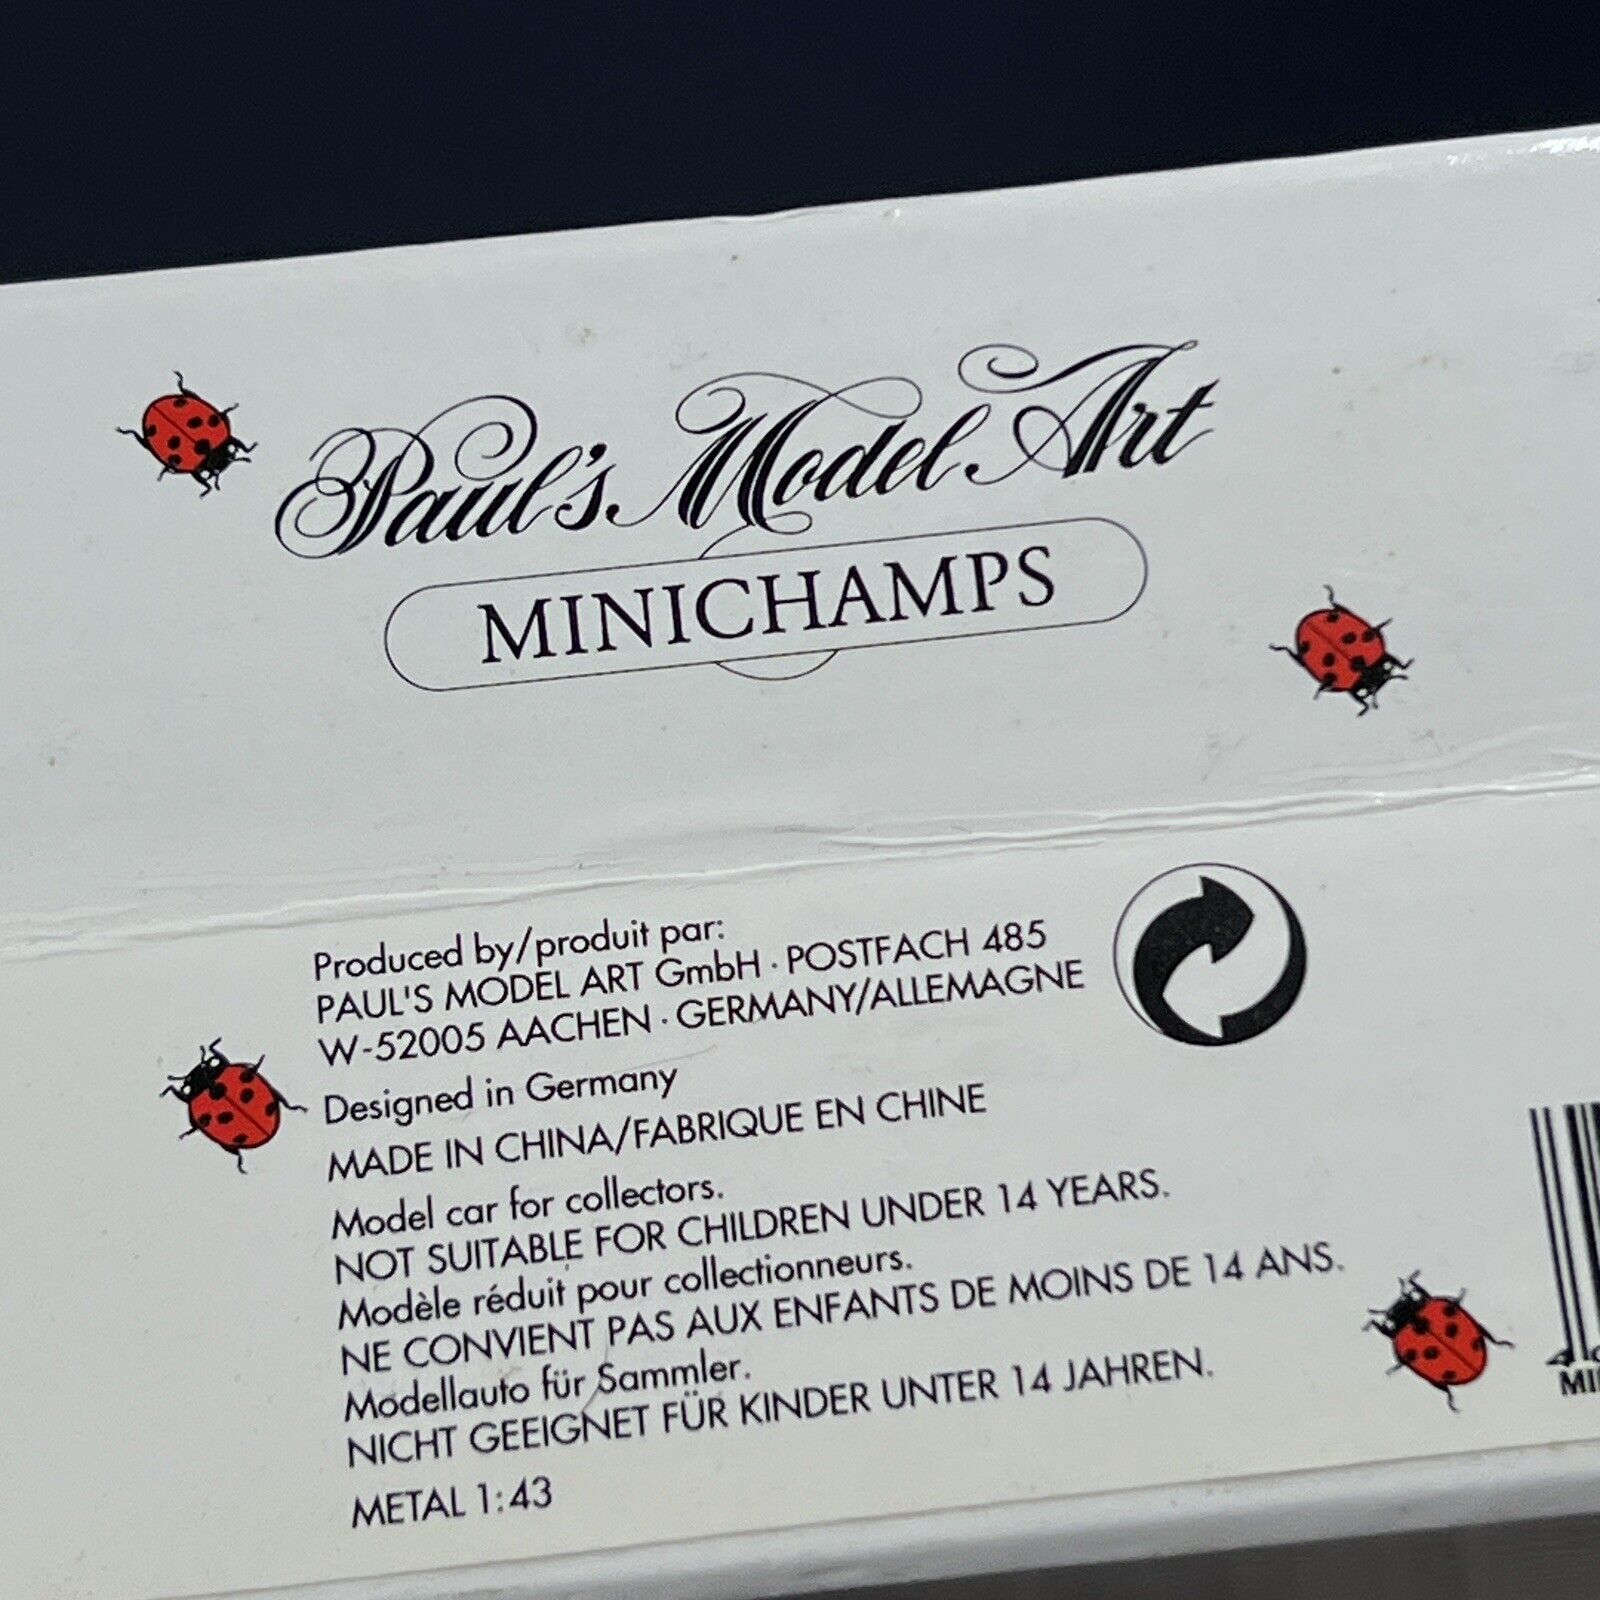 Paul's Model Art
MINICHAMPS
Produced by/produit par:
PAUL'S MODEL ART GmbH · POSTFACH 485
W-52005 AACHEN · GERMANY/ALLEMAGNE
Designed in Germany
MADE IN CHINA/FABRIQUE EN CHINE
Model car for collectors.
NOT SUITABLE FOR CHILDREN UNDER 14 YEARS.
Modèle réduit pour collectionneurs.
NE CONVIENT PAS AUX ENFANTS DE MOINS DE 14 ANS.
Modellauto für Sammler.
NICHT GEEIGNET FÜR KINDER UNTER 14 JAHREN.
METAL 1:43